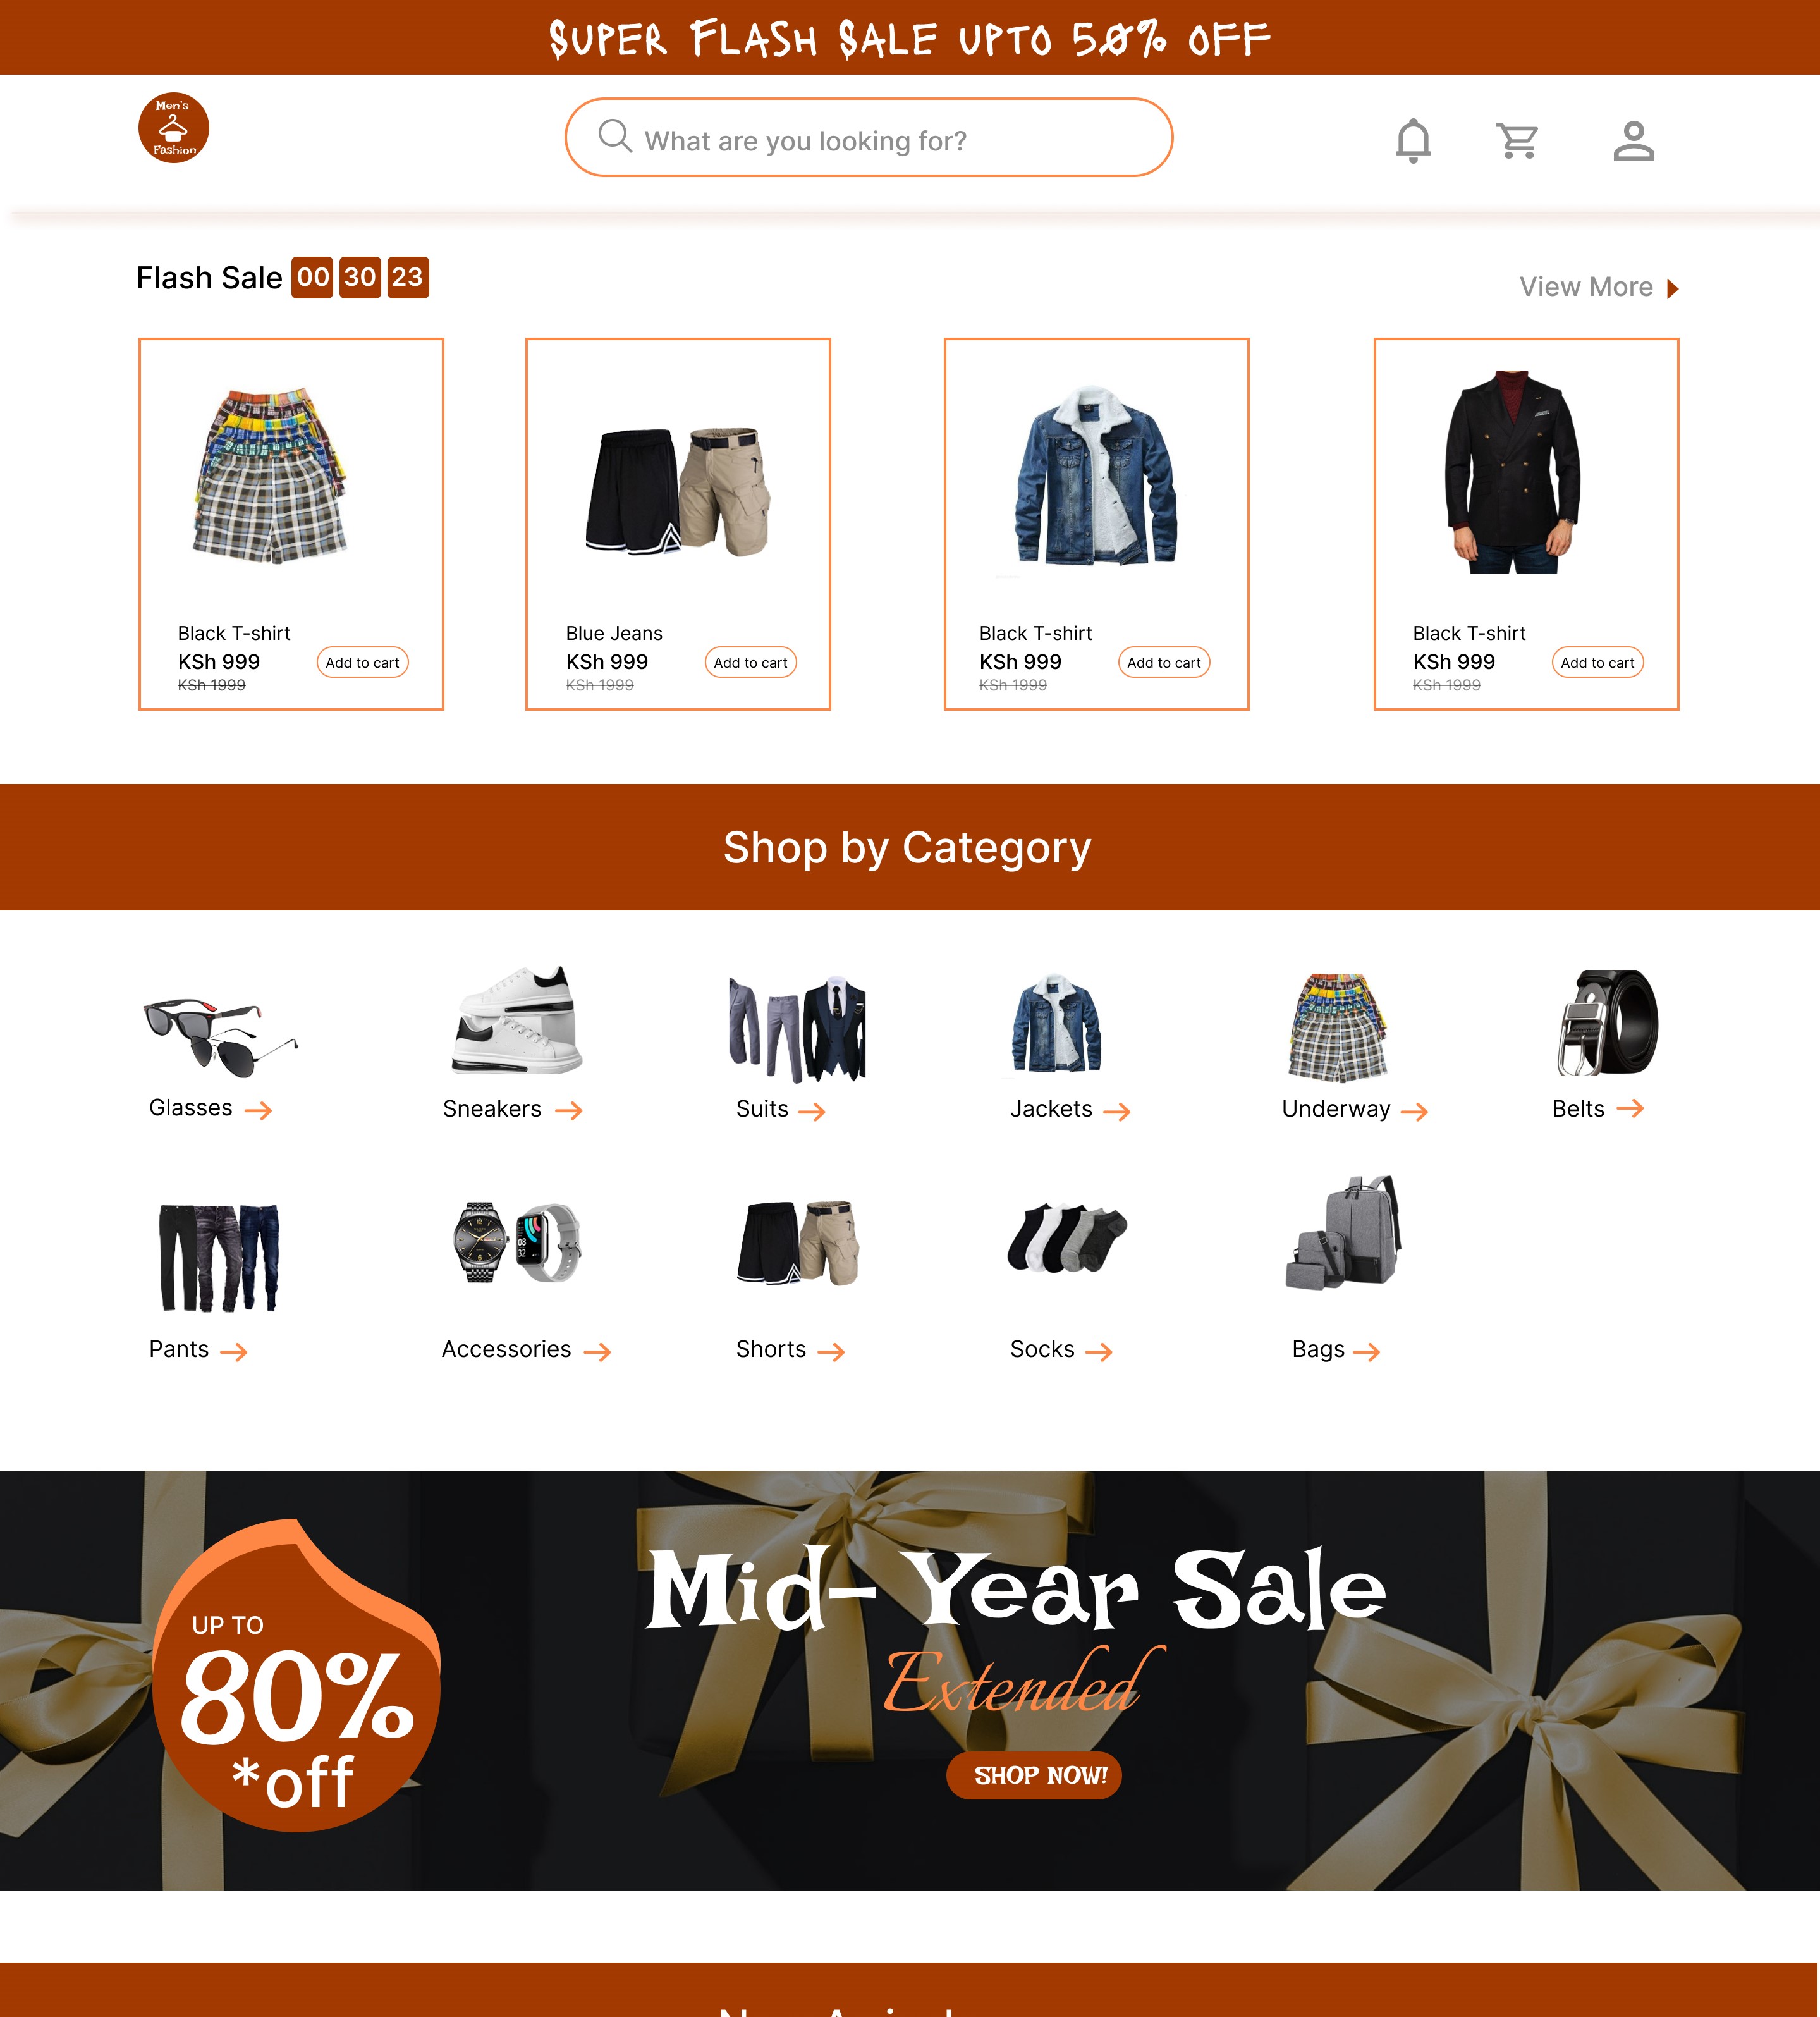 SUPER FLASH SALE UPTO 50% OFF
Men's
Fashion
What are you looking for?
Flash Sale 00 30 23
View More
Black T-shirt
KSh 999
Add to cart
KSh 1999
Blue Jeans
KSh 999
Add to cart
KSh 1999
Black T-shirt
KSh 999
Add to cart
KSh 1999
Black T-shirt
KSh 999
Add to cart
KSh 1999
Shop by Category
Glasses
Sneakers
Suits
Jackets
Underway
Belts
Pants
Accessories
Shorts
Socks
Bags
UP TO
80%
*off
Mid- Year Sale
Extended
SHOP NOW!